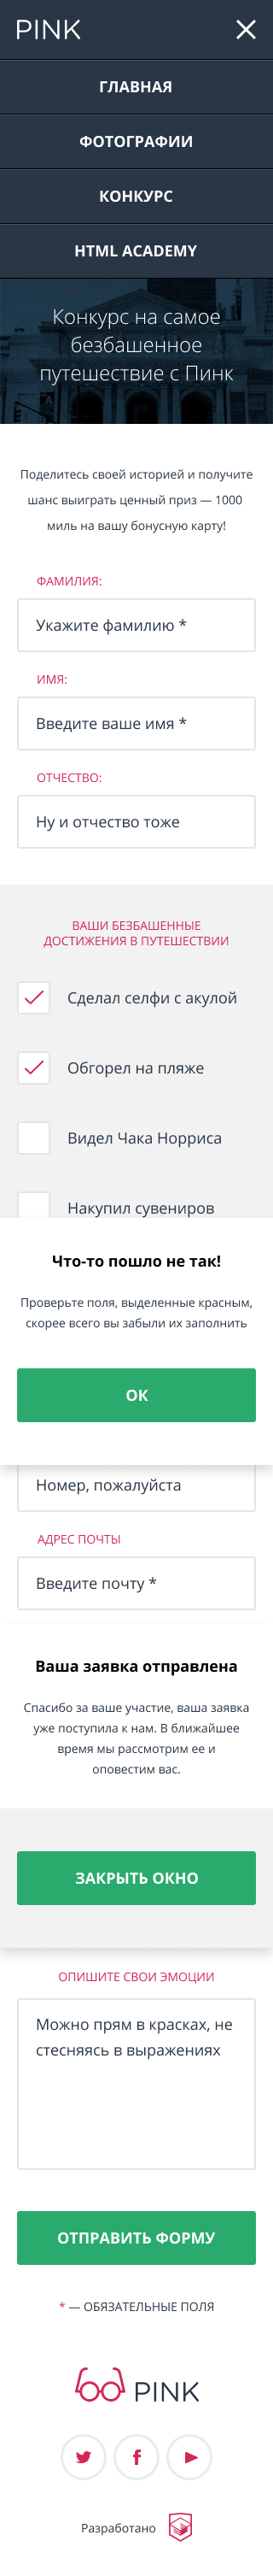 PINK
ГЛАВНАЯ
ФОТОГРАФИИ
КОНКУРС
HTML ACADEMY
Конкурс на самое
безбашенное
путешествие с Пинк
Поделитесь своей историей и получите
шанс выиграть ценный приз — 1000
миль на вашу бонусную карту!
ФАМИЛИЯ:
Укажите фамилию *
ИМЯ:
Введите ваше имя *
ОТЧЕСТВО:
Ну и отчество тоже
ВАШИ БЕЗБАШЕННЫЕ
ДОСТИЖЕНИЯ В ПУТЕШЕСТВИИ
Сделал селфи с акулой
Обгорел на пляже
Видел Чака Норриса
Накупил сувениров
Что-то пошло не так!
Проверьте поля, выделенные красным,
скорее всего вы забыли их заполнить
ОК
Номер, пожалуйста
АДРЕС ПОЧТЫ
Введите почту *
Ваша заявка отправлена
Спасибо за ваше участие, ваша заявка
уже поступила к нам. В ближайшее
время мы рассмотрим ее и
оповестим вас.
ЗАКРЫТЬ ОКНО
ОПИШИТЕ СВОИ ЭМОЦИИ
Можно прям в красках, не
стесняясь в выражениях
ОТПРАВИТЬ ФОРМУ
* — ОБЯЗАТЕЛЬНЫЕ ПОЛЯ
PINK
Разработано